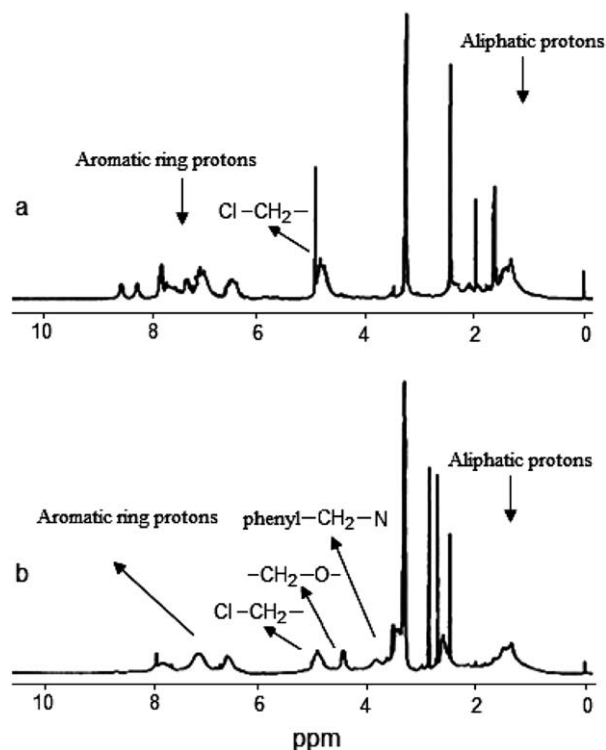 Aliphatic protons
Aromatic ring protons
a
Cl-CH2-
10 8 6 4 2 0
Aliphatic protons
Aromatic ring protons
phenyl-CH2-N
b
-CH2-O-
Cl-CH2-
10 8 6 4 2 0
ppm